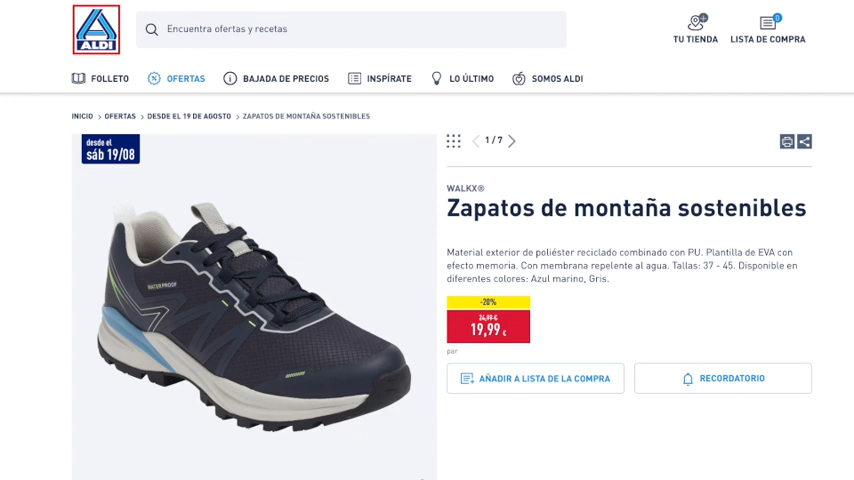 ALDI
Encuentra ofertas y recetas
TU TIENDA
0
LISTA DE COMPRA
FOLLETO
OFERTAS
BAJADA DE PRECIOS
INSPÍRATE
LO ÚLTIMO
SOMOS ALDI
INICIO > OFERTAS > DESDE EL 19 DE AGOSTO > ZAPATOS DE MONTAÑA SOSTENIBLES
desde el
sáb 19/08
WATERPROOF
1 / 7
WALKX®
Zapatos de montaña sostenibles
Material exterior de poliéster reciclado combinado con PU. Plantilla de EVA con
efecto memoria. Con membrana repelente al agua. Tallas: 37 - 45. Disponible en
diferentes colores: Azul marino, Gris.
-20%
24,99 €
19,99 €
par
AÑADIR A LISTA DE LA COMPRA
RECORDATORIO